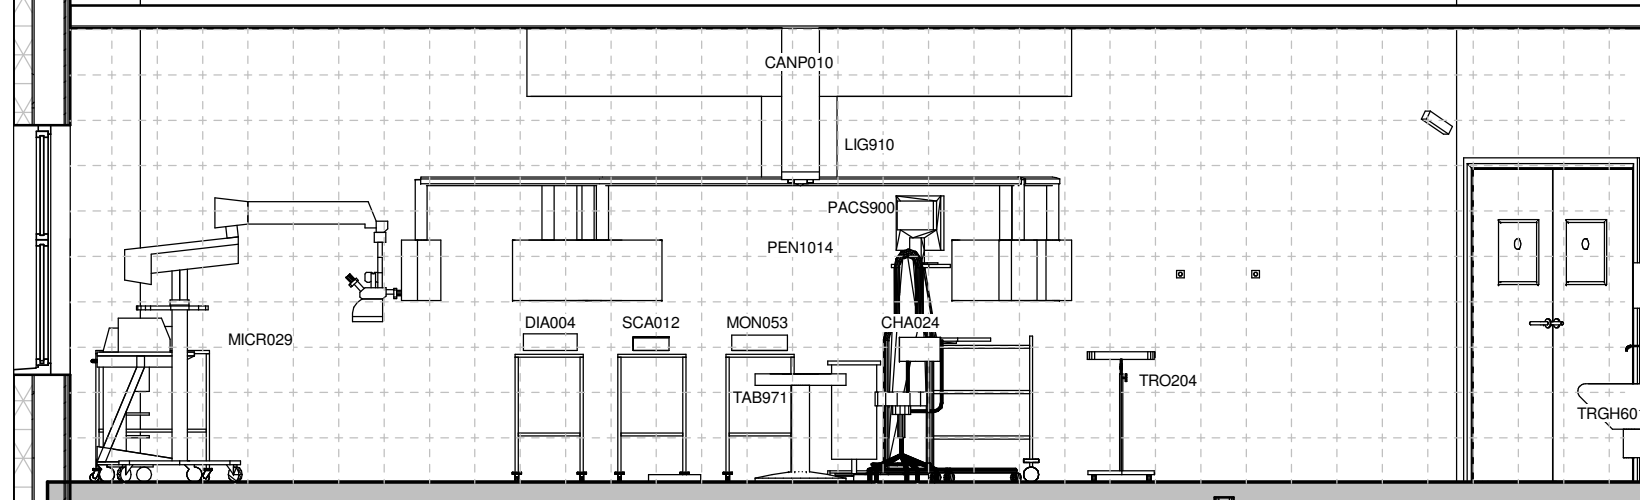 CANP010
LIG910
PACS900
PEN1014
DIA004
SCA012
MON053
CHA024
MICR029
TRO204
TAB971
TRGH601